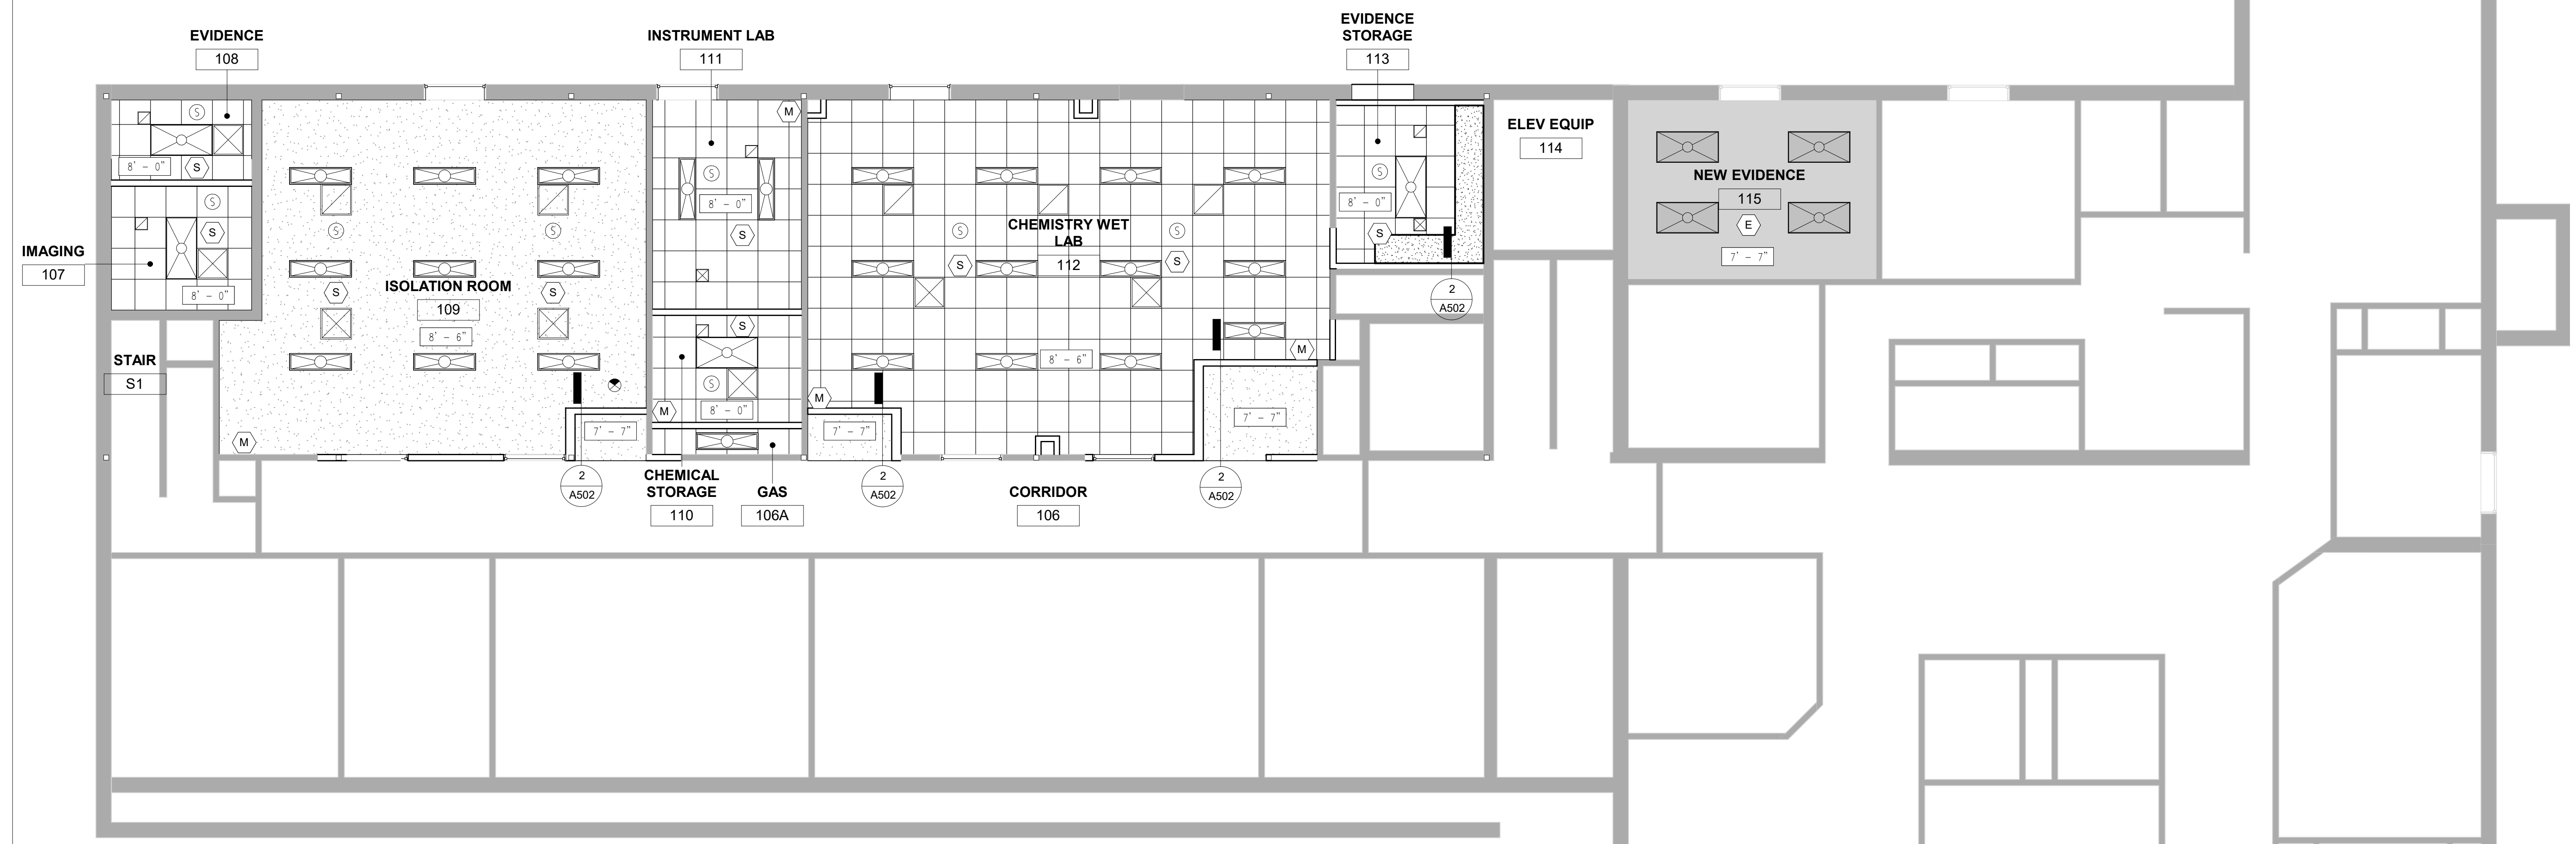 EVIDENCE
108
INSTRUMENT LAB
111
EVIDENCE
STORAGE
113
M
S
S
8' - 0"
S
S
8' - 0"
IMAGING
107
STAIR
S1
S
S
S
S
ISOLATION ROOM
109
8' - 6"
M
7' - 7"
2
A502
S
8' - 0"
S
S
S
8' - 0"
M
CHEMICAL
STORAGE
110
GAS
106A
CHEMISTRY WET
LAB
112
S
S
S
S
8' - 6"
M
M
7' - 7"
7' - 7"
2
A502
2
A502
CORRIDOR
106
S
8' - 0"
S
2
A502
ELEV EQUIP
114
NEW EVIDENCE
115
E
7' - 7"